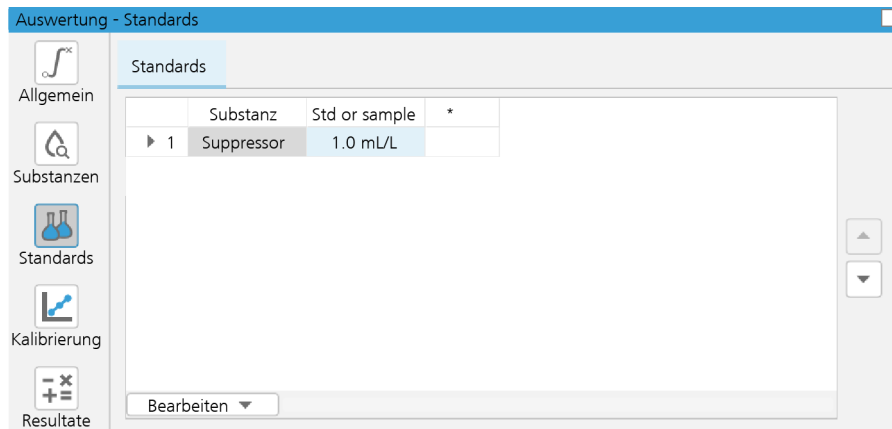 Auswertung - Standards
Allgemein
Substanzen
Standards
Kalibrierung
Resultate
Standards
Substanz Std or sample *
1 Suppressor 1.0 mL/L
Bearbeiten